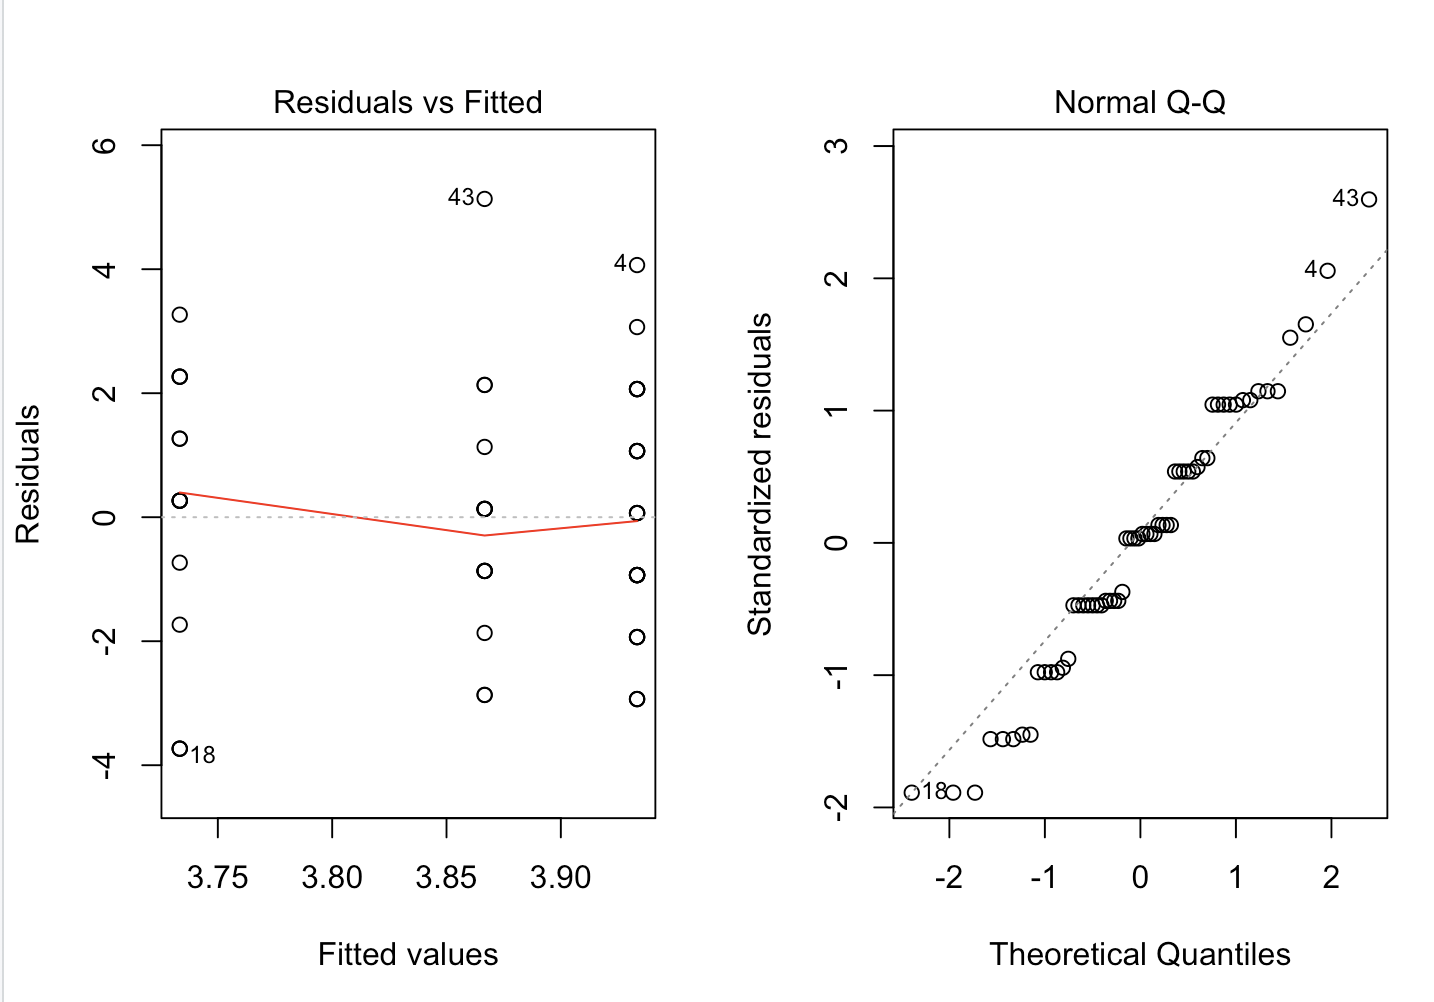 Residuals vs Fitted
Residuals
6
4
2
0
-2
-4
43
4
18
3.75 3.80 3.85 3.90
Fitted values
Normal Q-Q
Standardized residuals
3
2
1
0
-1
-2
43
4
18
-2 -1 0 1 2
Theoretical Quantiles